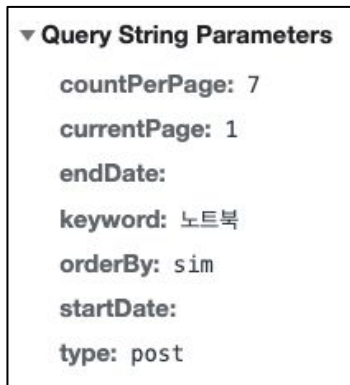 Query String Parameters
countPerPage: 7
currentPage: 1
endDate:
keyword: 노트북
orderBy: sim
startDate:
type: post